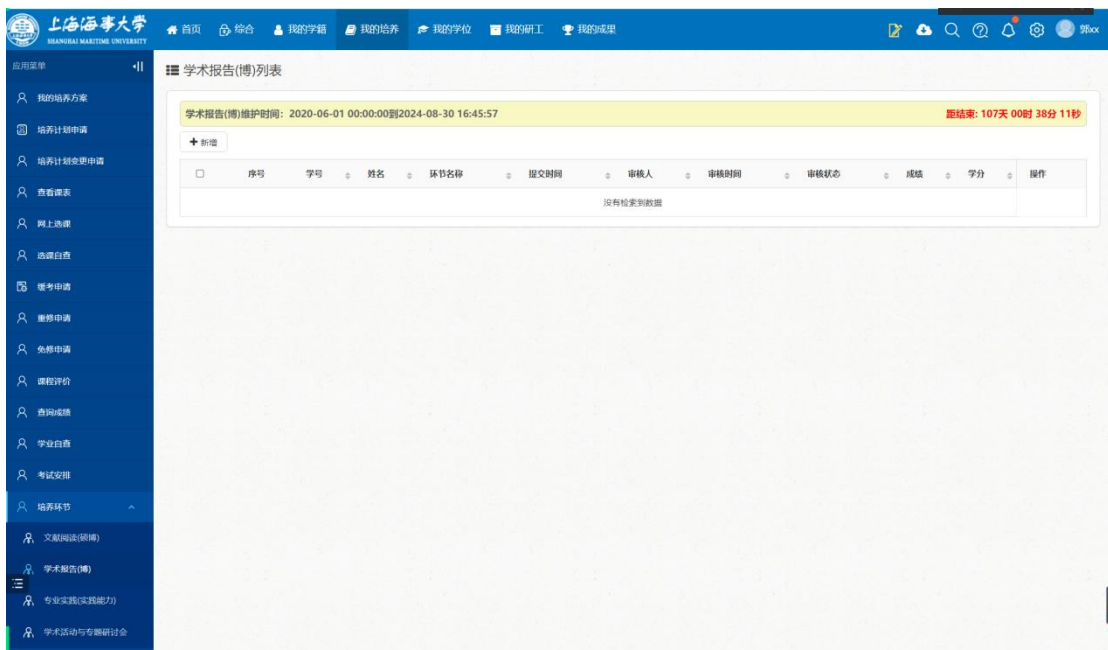 上海海事大学
SHANGHAI MARITIME UNIVERSITY
首页 综合 我的学籍 我的培养 我的学位 我的研工 我的成果
郭xx
应用菜单
我的培养方案
培养计划申请
培养计划变更申请
查看课表
网上选课
选课自查
缓考申请
重修申请
免修申请
课程评价
查询成绩
学业自查
考试安排
培养环节
文献阅读(硕博)
学术报告(博)
专业实践(实践能力)
学术活动与专题研讨会
学术报告(博)列表
学术报告(博)维护时间：2020-06-01 00:00:00到2024-08-30 16:45:57 距结束: 107天 00时 38分 11秒
新增
序号 学号 姓名 环节名称 提交时间 审核人 审核时间 审核状态 成绩 学分 操作
没有检索到数据